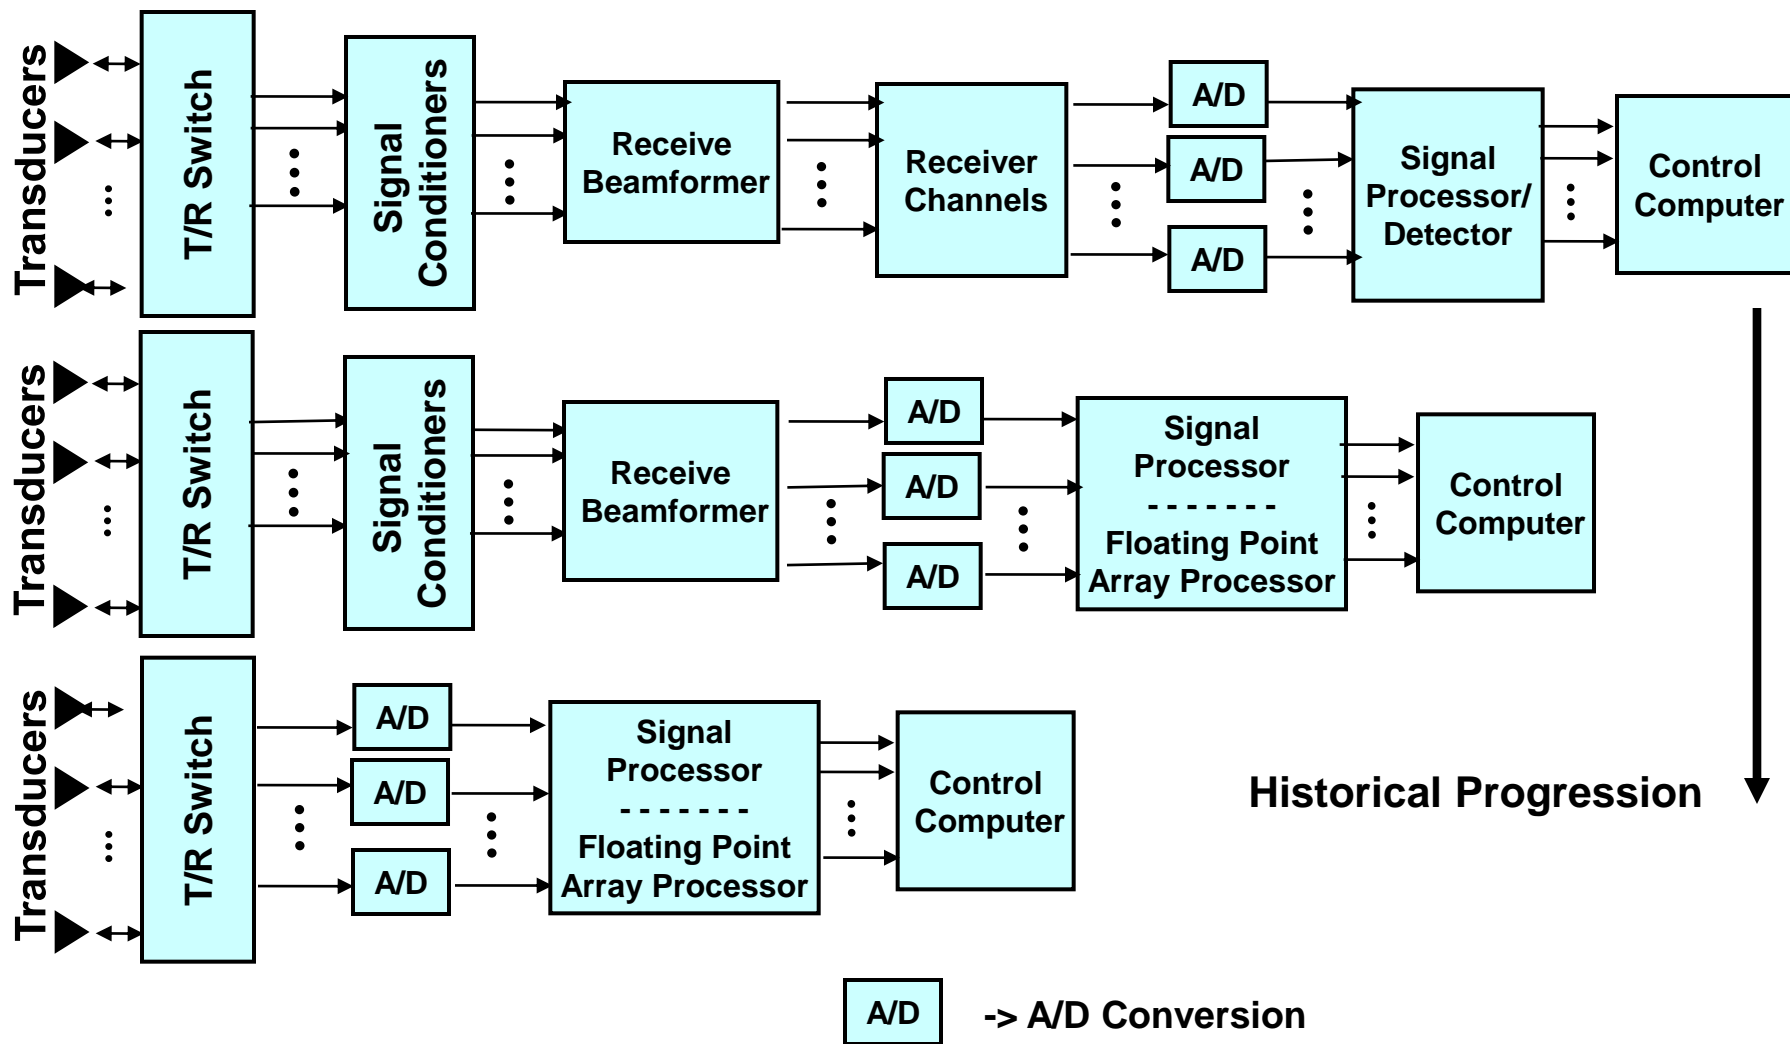 Transducers
T/R Switch
Signal
Conditioners
Receive
Beamformer
Receiver
Channels
A/D
A/D
A/D
Signal
Processor/
Detector
Control
Computer
Transducers
T/R Switch
Signal
Conditioners
Receive
Beamformer
A/D
A/D
A/D
Signal
Processor
- - - - - - -
Floating Point
Array Processor
Control
Computer
Transducers
T/R Switch
A/D
A/D
A/D
Signal
Processor
- - - - - - -
Floating Point
Array Processor
Control
Computer
Historical Progression
A/D -> A/D Conversion